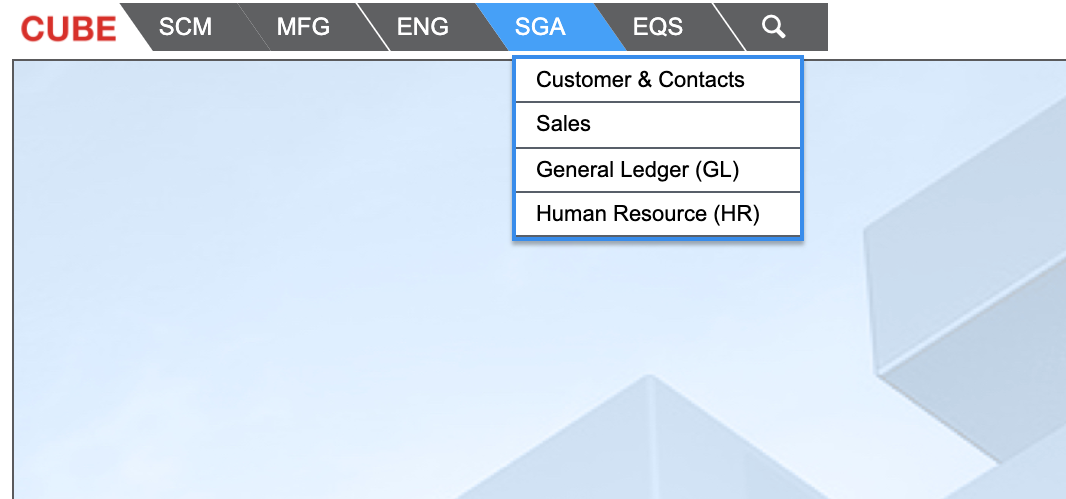 CUBE SCM MFG ENG SGA EQS
Customer & Contacts
Sales
General Ledger (GL)
Human Resource (HR)